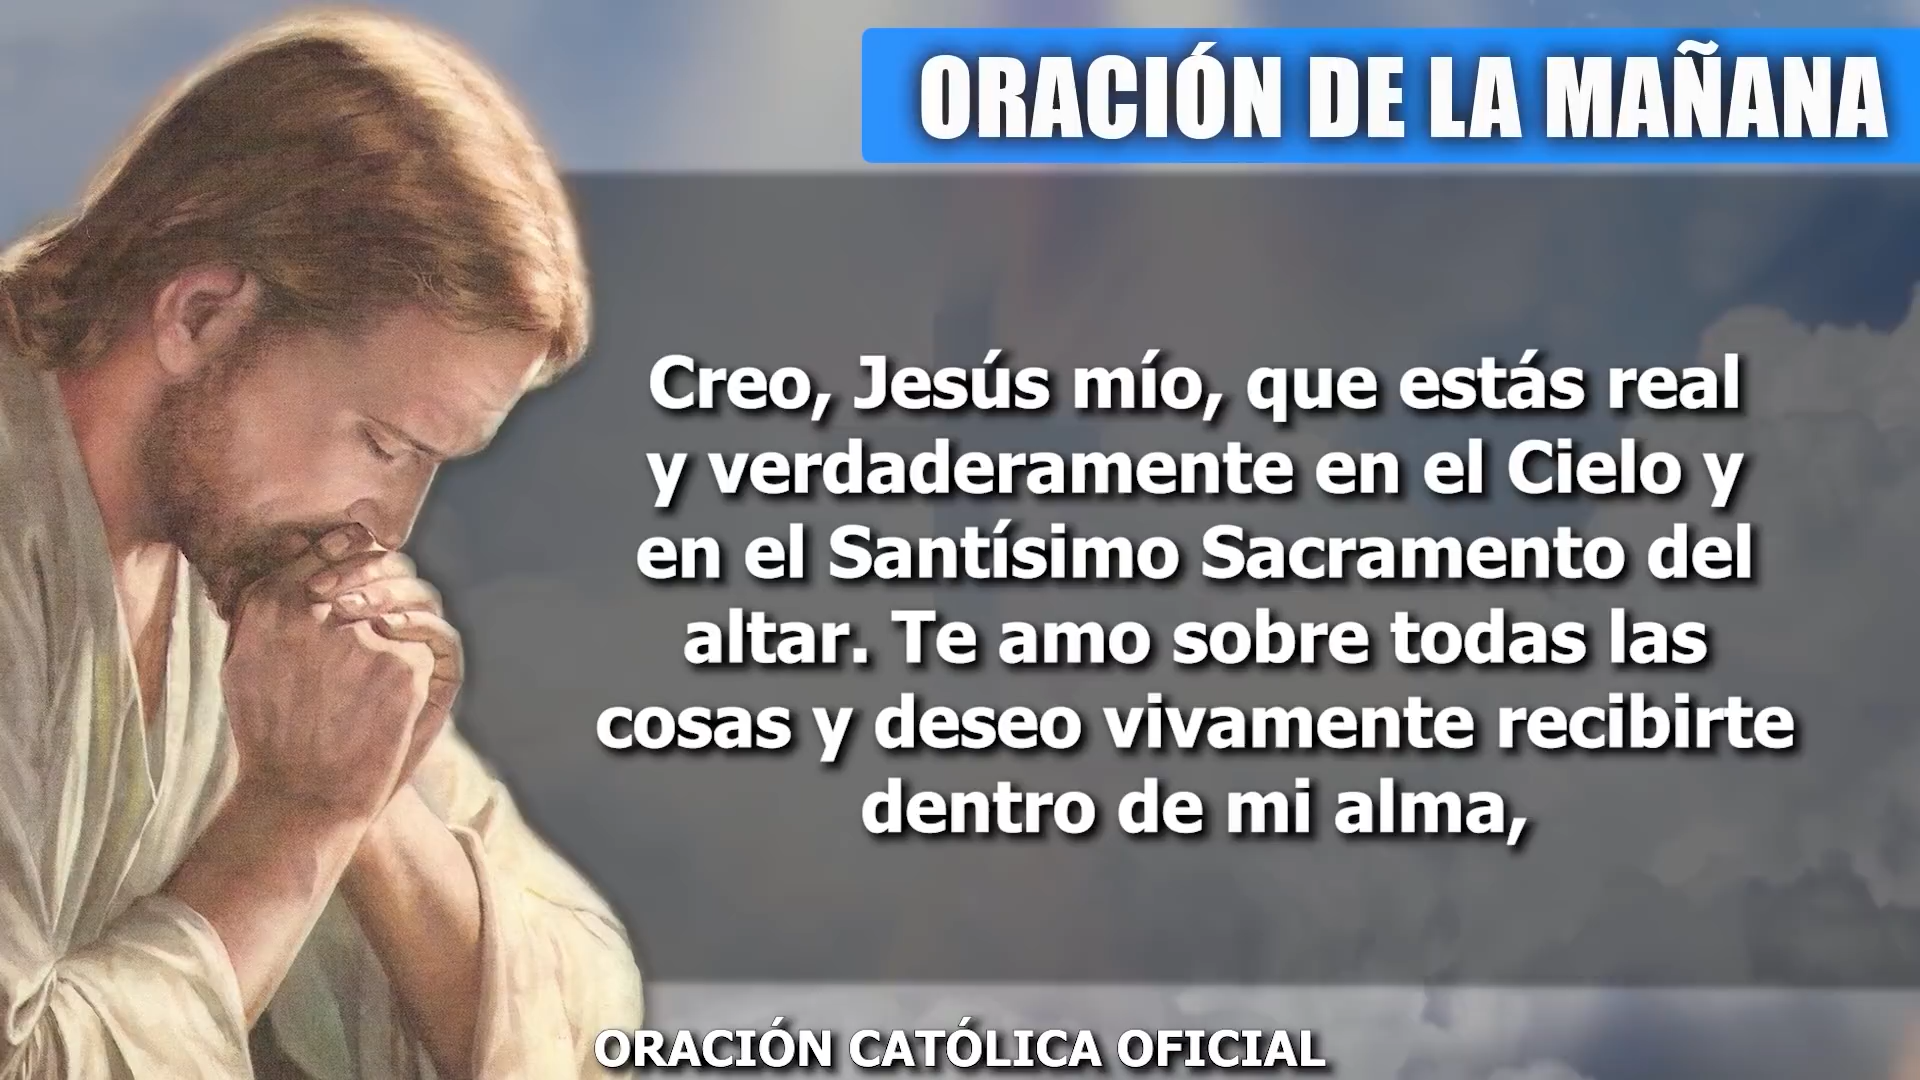 ORACIÓN DE LA MAÑANA
Creo, Jesús mío, que estás real
y verdaderamente en el Cielo y
en el Santísimo Sacramento del
altar. Te amo sobre todas las
cosas y deseo vivamente recibirte
dentro de mi alma,
ORACIÓN CATÓLICA OFICIAL